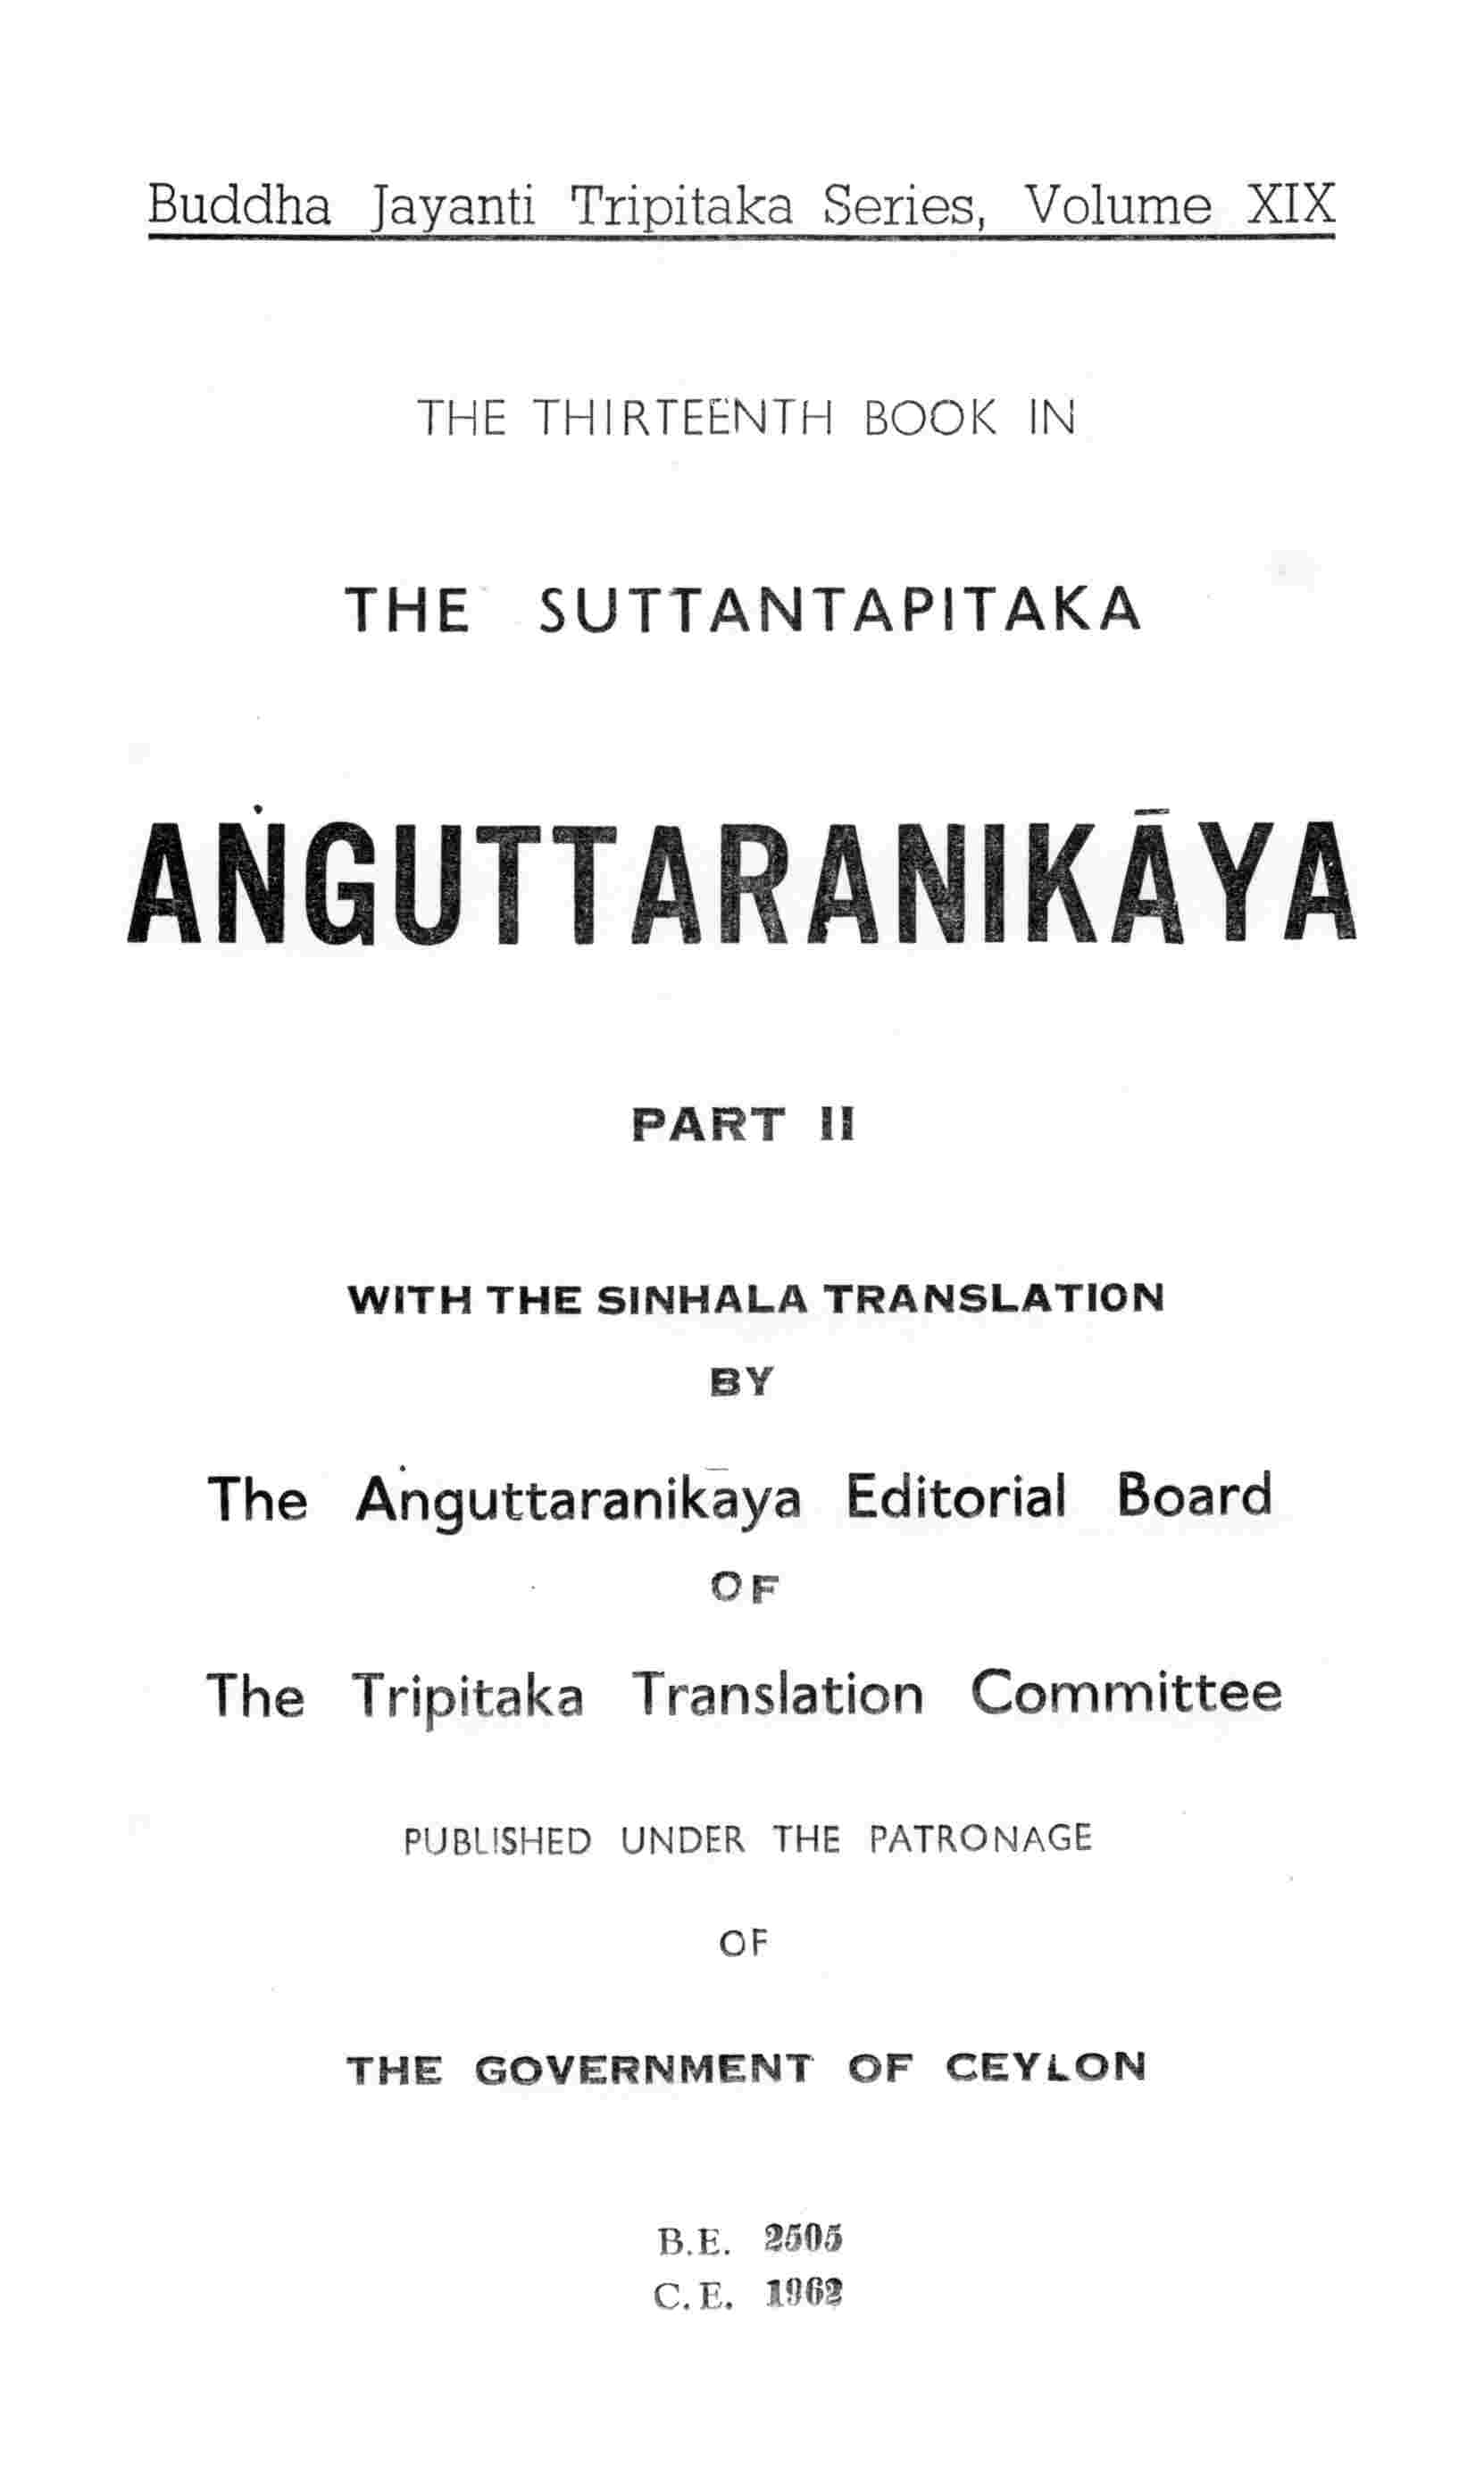 Buddha Jayanti Tripitaka Series, Volume XIX
THE THIRTEENTH BOOK IN
THE SUTTANTAPITAKA
AṄGUTTARANIKĀYA
PART II
WITH THE SINHALA TRANSLATION
BY
The Aṅguttaranikāya Editorial Board
OF
The Tripitaka Translation Committee
PUBLISHED UNDER THE PATRONAGE
OF
THE GOVERNMENT OF CEYLON
B.E. 2505
C.E. 1962